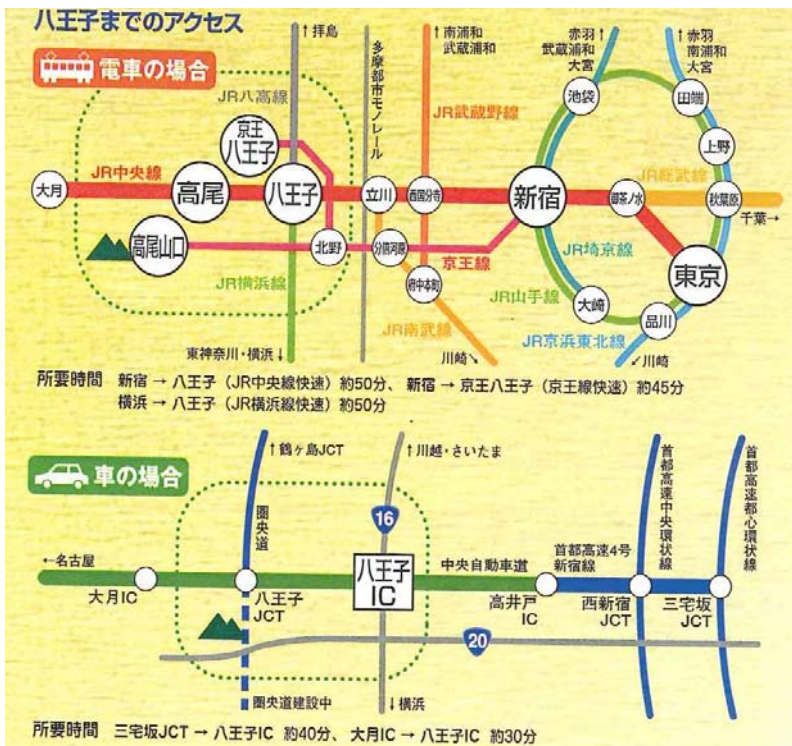 八王子までのアクセス
電車の場合
↑拝島
多摩都市モノレール
↑南浦和
武蔵浦和
赤羽↑
武蔵浦和
大宮
↑赤羽
南浦和
大宮
JR八高線
池袋
田端
京王
八王子
JR武蔵野線
上野
JR中央線
JR総武線
大月
高尾
八王子
立川
西国分寺
新宿
御茶ノ水
秋葉原
千葉→
高尾山口
北野
分倍河原
京王線
JR埼京線
東京
JR横浜線
府中本町
JR山手線
大崎
品川
JR南武線
JR京浜東北線
東神奈川・横浜↓
川崎↘
↙川崎
所要時間 新宿 → 八王子（JR中央線快速）約50分、 新宿 → 京王八王子（京王線快速）約45分
横浜 → 八王子（JR横浜線快速）約50分
車の場合
↑鶴ヶ島JCT
↑川越・さいたま
圏央道
16
首都高速中央環状線
首都高速都心環状線
←名古屋
八王子
IC
中央自動車道
首都高速4号
新宿線
大月IC
八王子
JCT
高井戸
IC
西新宿
JCT
三宅坂
JCT
20
圏央道建設中
↓横浜
所要時間 三宅坂JCT → 八王子IC 約40分、 大月IC → 八王子IC 約30分